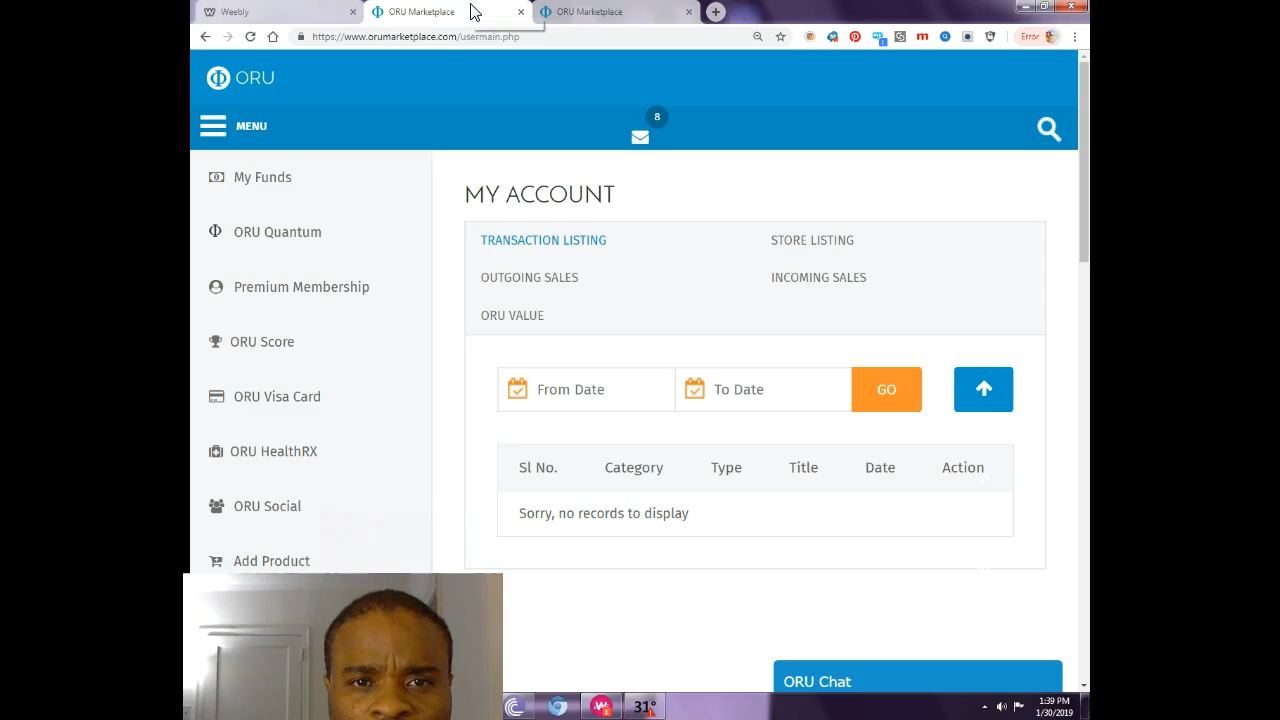 Weebly
ORU Marketplace
ORU Marketplace
https://www.orumarketplace.com/usermain.php
Error
ORU
MENU
8
My Funds
ORU Quantum
Premium Membership
ORU Score
ORU Visa Card
ORU HealthRX
ORU Social
Add Product
MY ACCOUNT
TRANSACTION LISTING
STORE LISTING
OUTGOING SALES
INCOMING SALES
ORU VALUE
From Date
To Date
GO
Sl No. Category Type Title Date Action
Sorry, no records to display
ORU Chat
31°
1:39 PM
1/30/2019